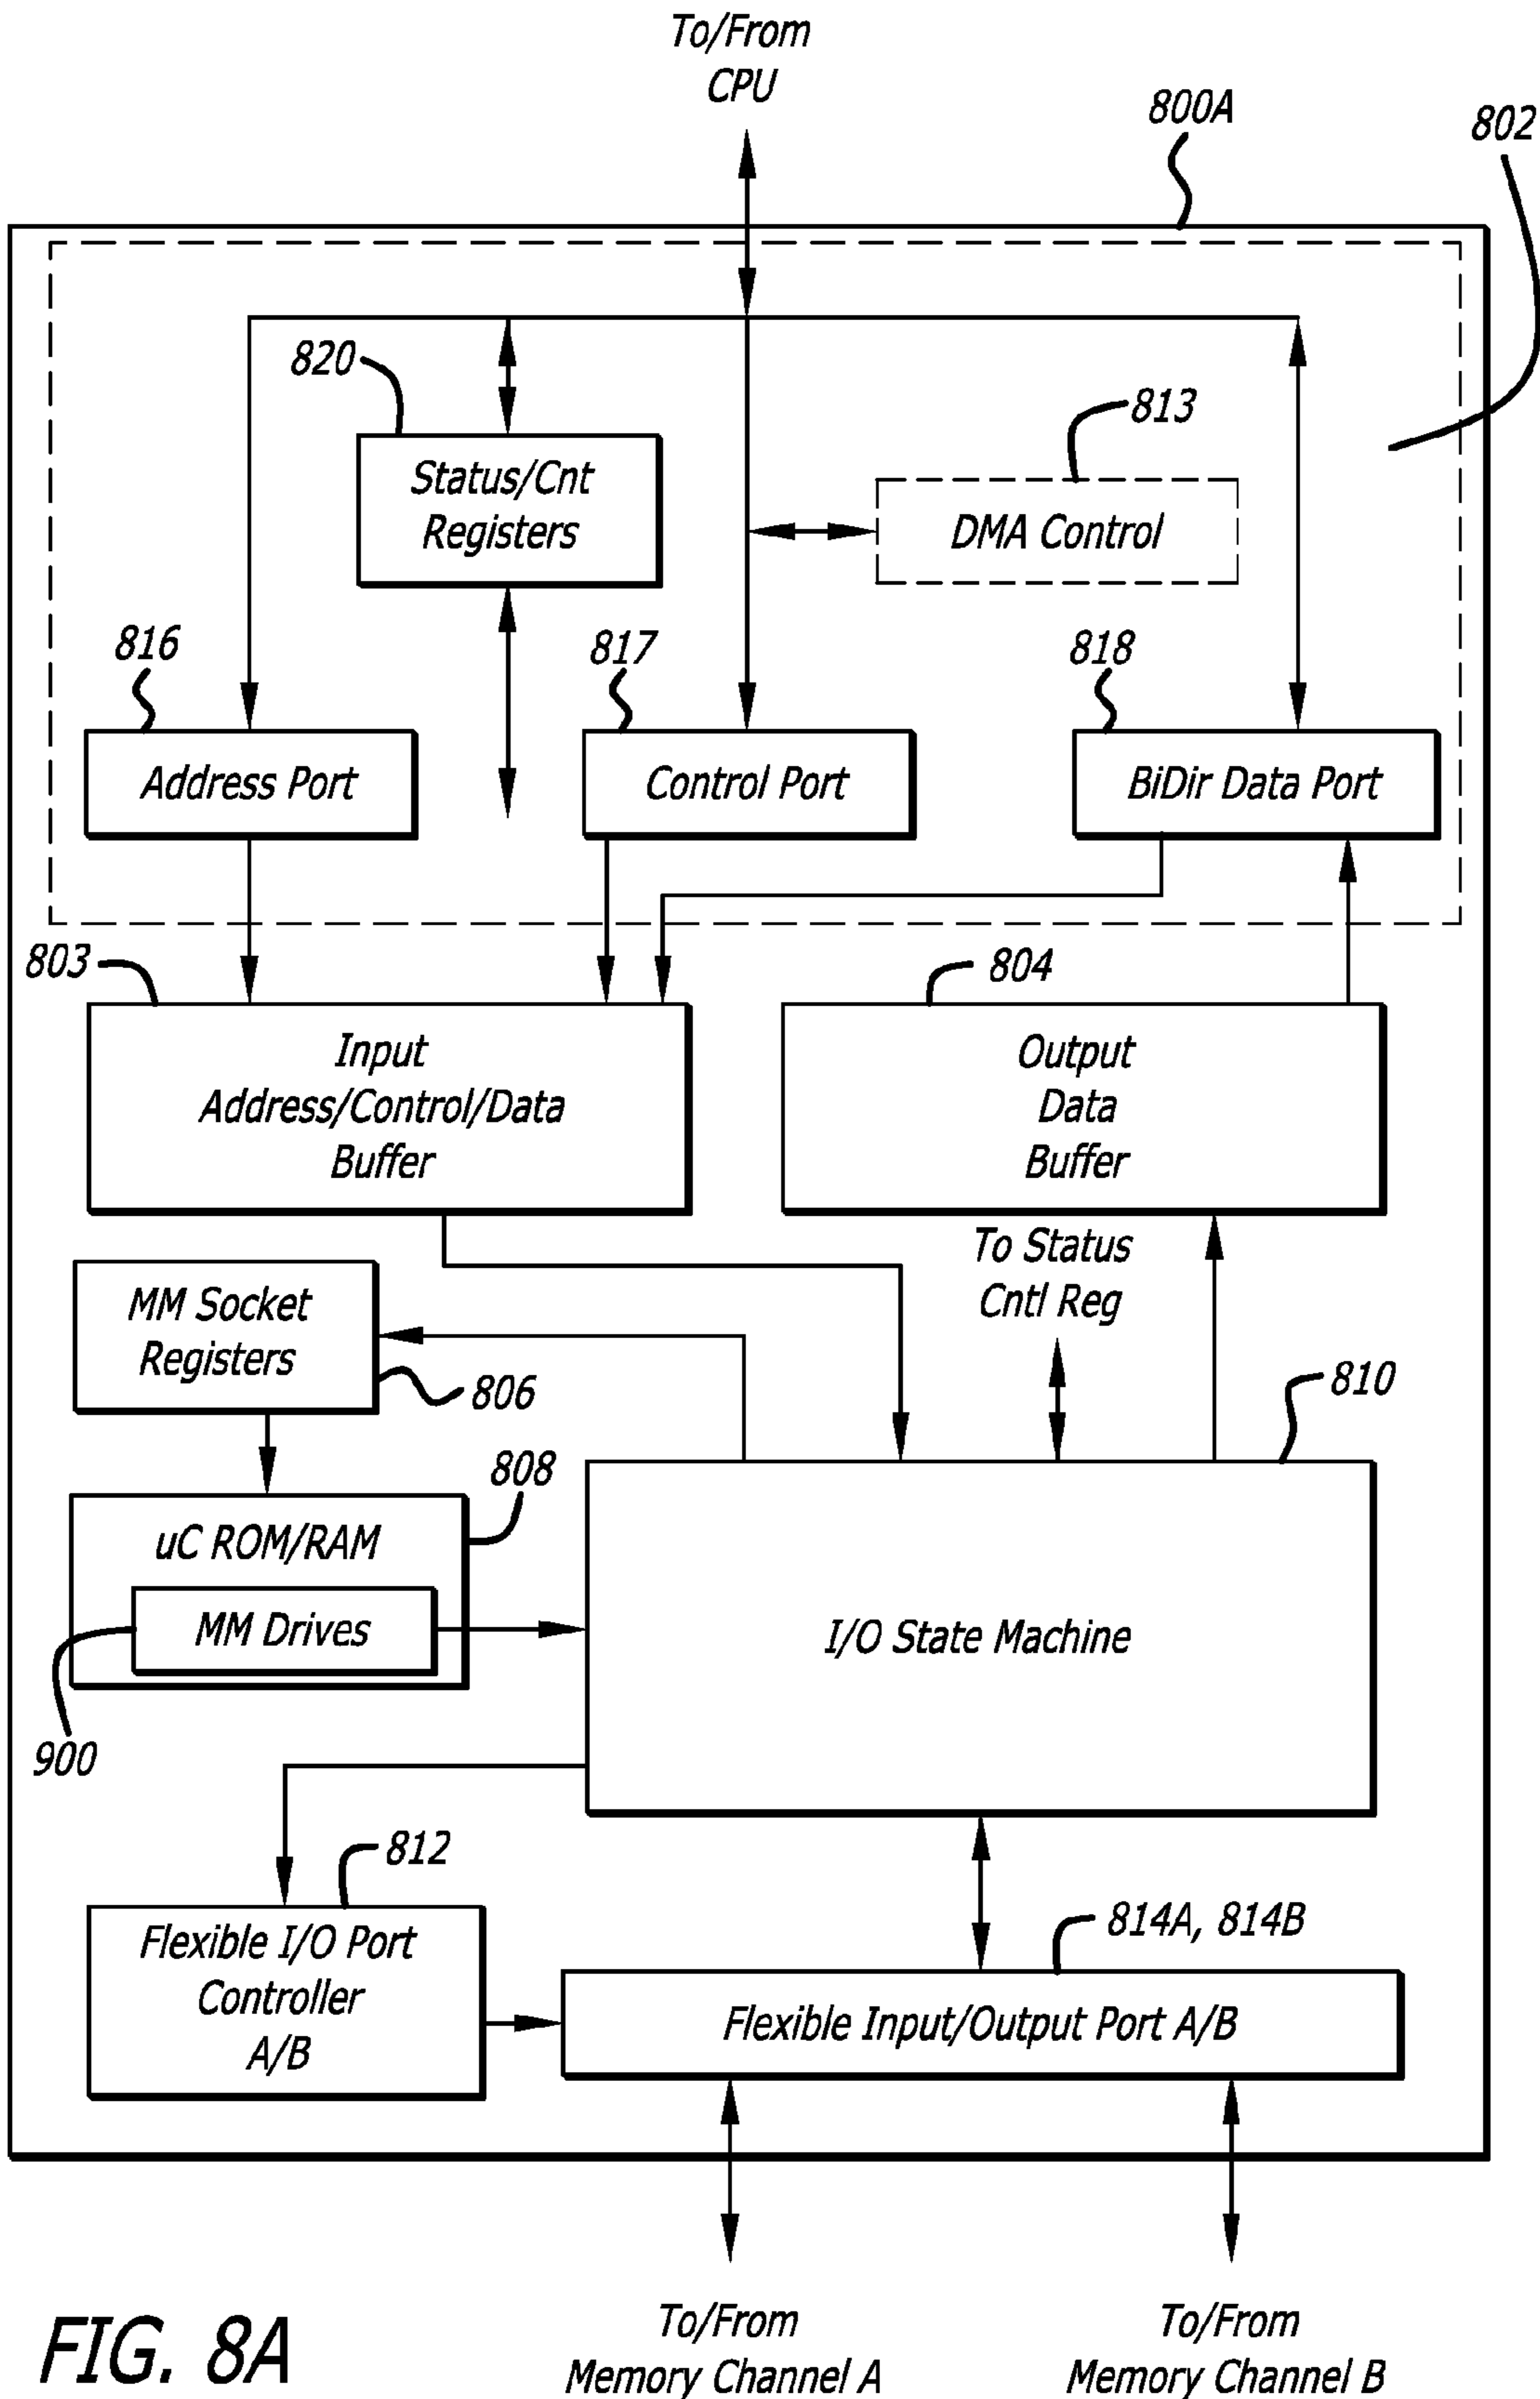 To/From
CPU
800A
802
820
813
Status/Cnt
Registers
DMA Control
816
817
818
Address Port
Control Port
BiDir Data Port
803
804
Input
Address/Control/Data
Buffer
Output
Data
Buffer
To Status
Cntl Reg
MM Socket
Registers
806
810
808
uC ROM/RAM
MM Drives
I/O State Machine
900
812
814A, 814B
Flexible I/O Port
Controller
A/B
Flexible Input/Output Port A/B
To/From
Memory Channel A
To/From
Memory Channel B
FIG. 8A